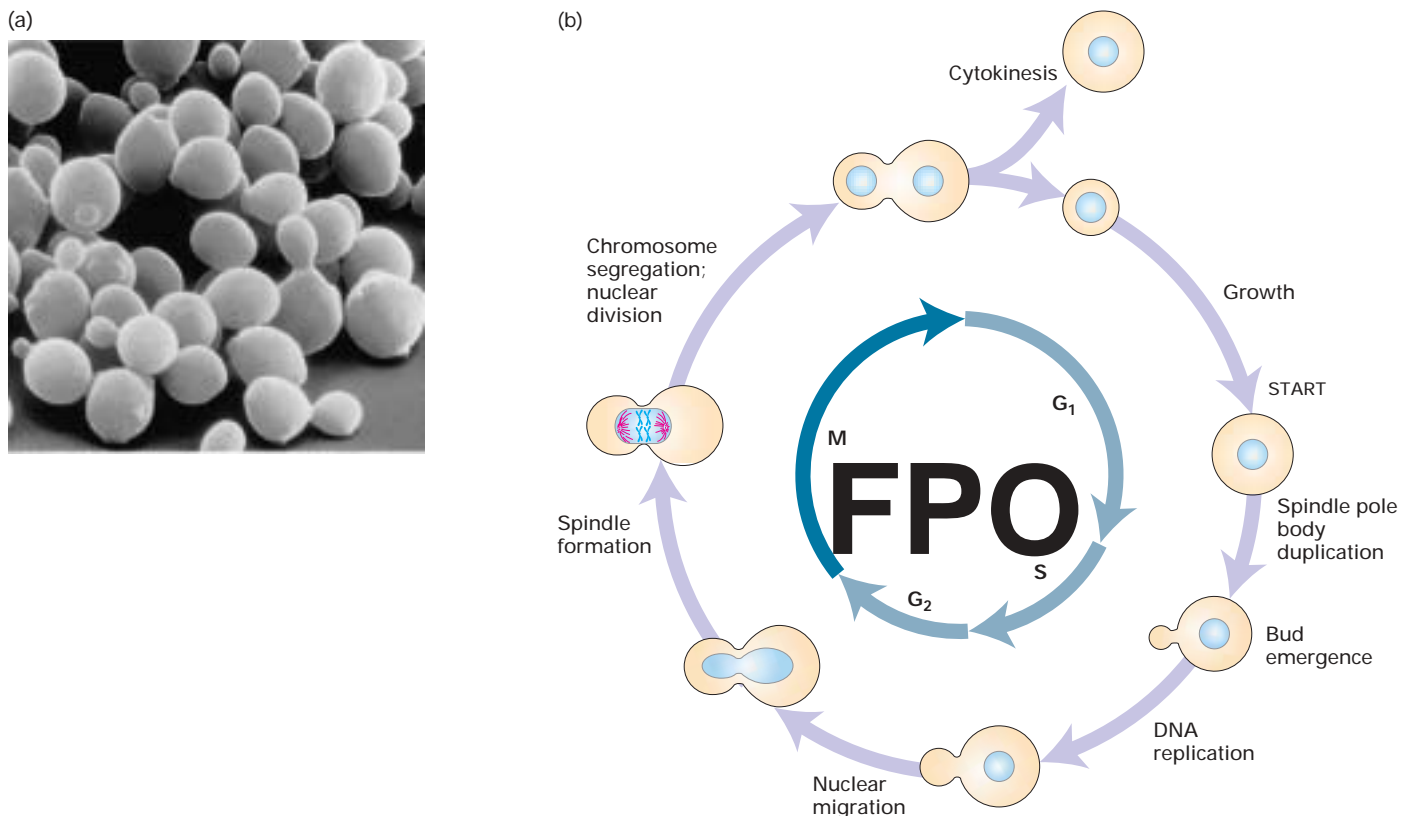 (a)
(b)
Cytokinesis
Chromosome
segregation;
nuclear
division
Growth
START
G₁
M
FPO
S
G₂
Spindle pole
body
duplication
Spindle
formation
Bud
emergence
DNA
replication
Nuclear
migration